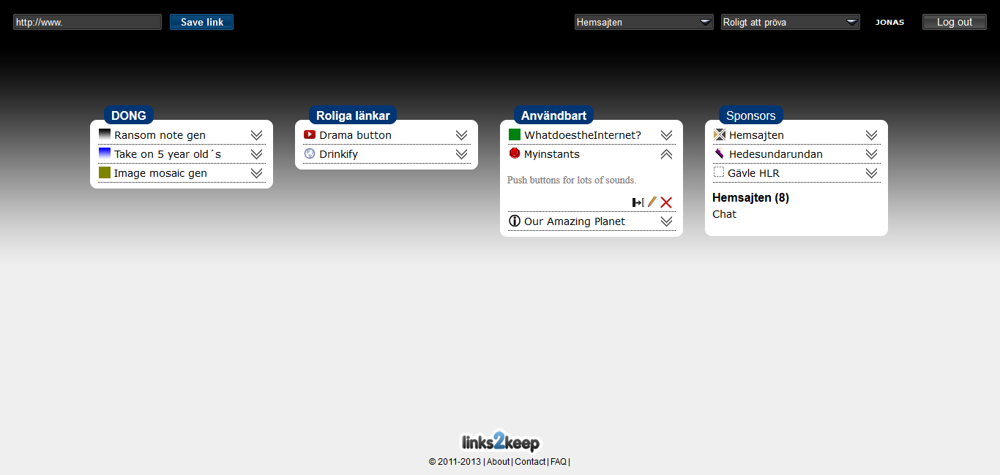 http://www.
Save link
Hemsajten
Roligt att pröva
JONAS
Log out
DONG
Ransom note gen
Take on 5 year old´s
Image mosaic gen
Roliga länkar
Drama button
Drinkify
Användbart
WhatdoestheInternet?
Myinstants
Push buttons for lots of sounds.
Our Amazing Planet
Sponsors
Hemsajten
Hedesundarundan
Gävle HLR
Hemsajten (8)
Chat
links2keep
© 2011-2013 | About | Contact | FAQ |